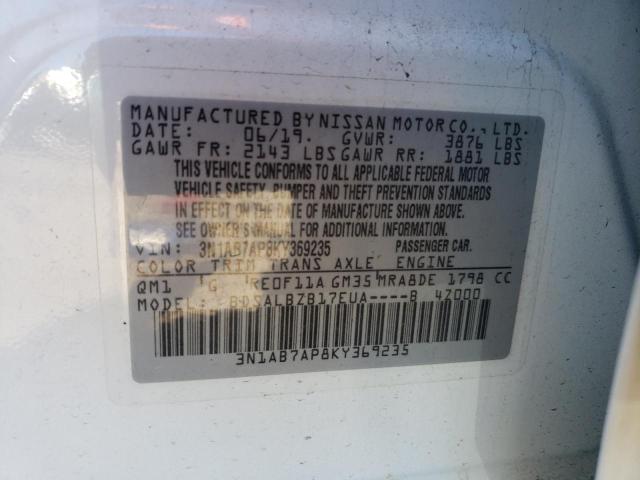 MANUFACTURED BY NISSAN MOTOR CO., LTD.
DATE: 06/19. GVWR: 3876 LBS
GAWR FR: 2143 LBS GAWR RR: 1881 LBS
THIS VEHICLE CONFORMS TO ALL APPLICABLE FEDERAL MOTOR
VEHICLE SAFETY, BUMPER AND THEFT PREVENTION STANDARDS
IN EFFECT ON THE DATE OF MANUFACTURE SHOWN ABOVE.
SEE OWNER'S MANUAL FOR ADDITIONAL INFORMATION.
VIN: 3N1AB7AP8KY369235 PASSENGER CAR.
COLOR TRIM TRANS AXLE ENGINE
QM1 G RE0F11A GM35 MRA8DE 1798 CC
MODEL: BDSALBZB17EUA----B 4Z000
3N1AB7AP8KY369235